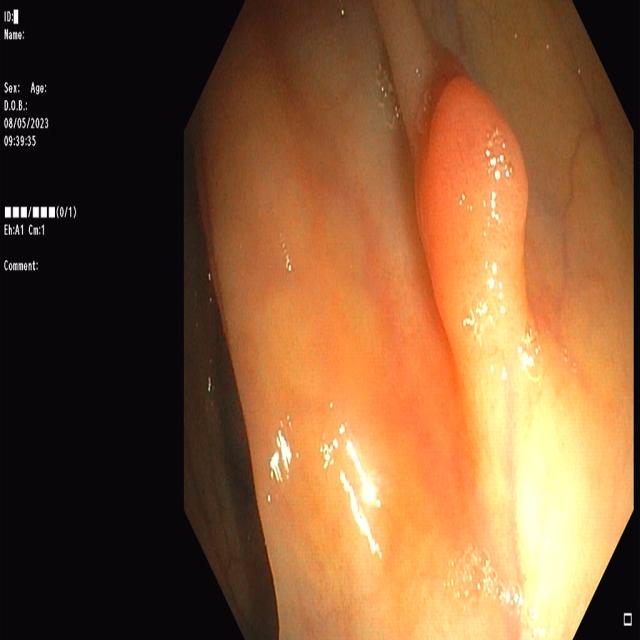 ID:
Name:
Sex: Age:
D.O.B.:
08/05/2023
09:39:35
■■■/■■■(0/1)
Eh:A1 Cm:1
Comment: